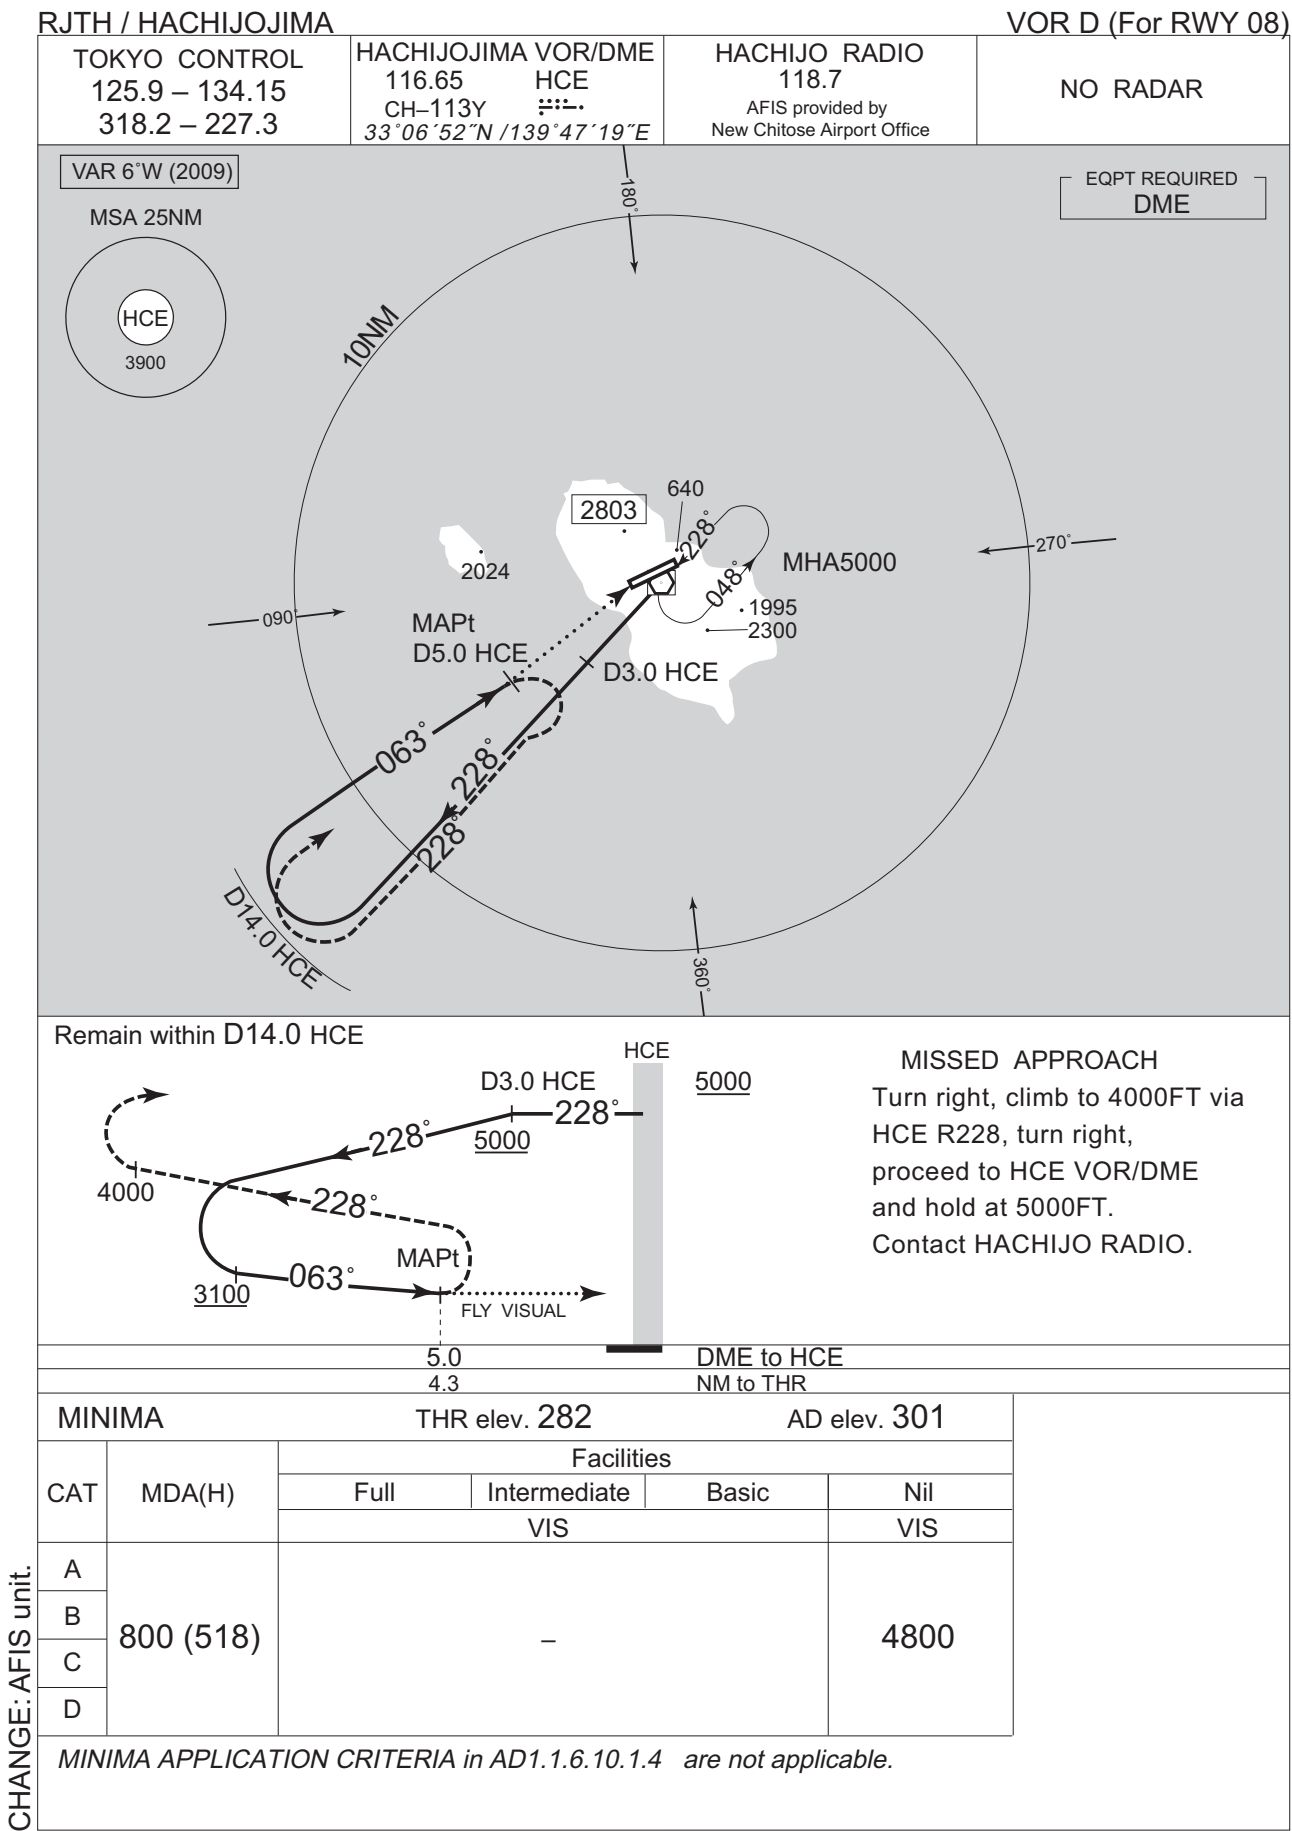 RJTH / HACHIJOJIMA
VOR D (For RWY 08)
TOKYO CONTROL
125.9 – 134.15
318.2 – 227.3
HACHIJOJIMA VOR/DME
116.65 HCE
CH–113Y
33°06´52˝N /139°47´19˝E
HACHIJO RADIO
118.7
AFIS provided by
New Chitose Airport Office
NO RADAR
VAR 6°W (2009)
MSA 25NM
HCE
3900
EQPT REQUIRED
DME
180°
10NM
640
2803
228°
270°
MHA5000
048°
2024
1995
2300
090°
MAPt
D5.0 HCE
D3.0 HCE
063°
228°
228°
D14.0 HCE
360°
Remain within D14.0 HCE
HCE
D3.0 HCE
5000
228°
228°
5000
4000
228°
MAPt
063°
3100
FLY VISUAL
MISSED APPROACH
Turn right, climb to 4000FT via
HCE R228, turn right,
proceed to HCE VOR/DME
and hold at 5000FT.
Contact HACHIJO RADIO.
5.0 DME to HCE
4.3 NM to THR
MINIMA THR elev. 282 AD elev. 301
CAT MDA(H) Facilities
Full Intermediate Basic Nil
VIS VIS
A
B
C
D
800 (518) – 4800
MINIMA APPLICATION CRITERIA in AD1.1.6.10.1.4 are not applicable.
CHANGE: AFIS unit.